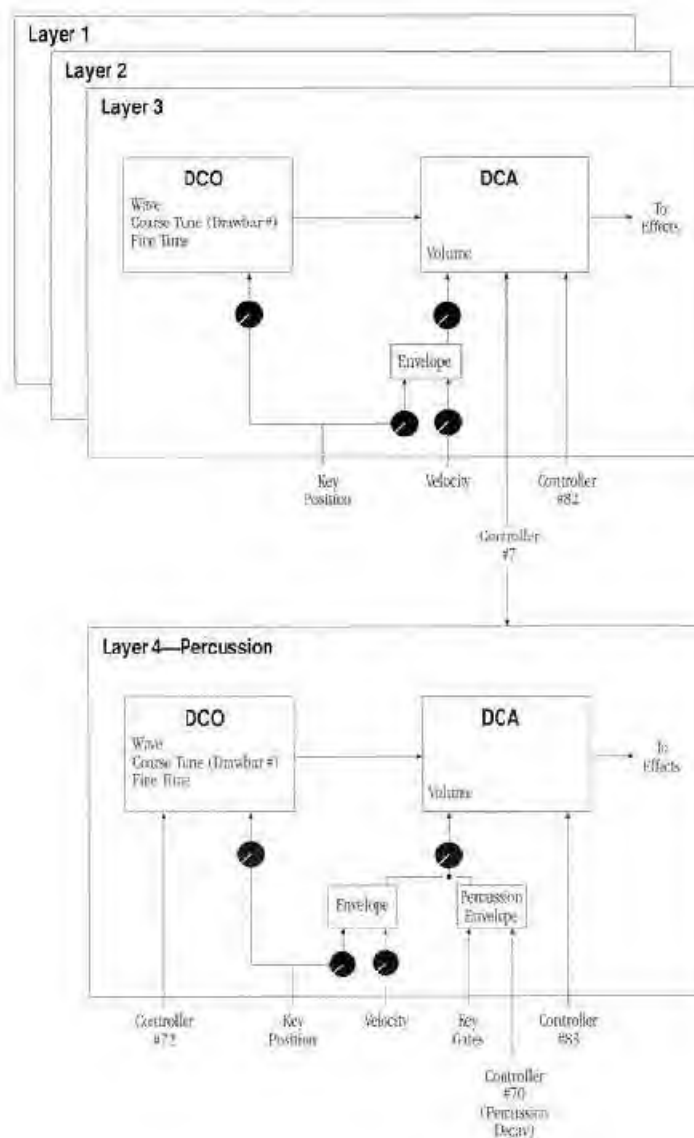 Layer 1
Layer 2
Layer 3
DCO
Wave
Coarse Tune (Drawbar #)
Fine Tune
DCA
Volume
To
Effects
Envelope
Key
Position
Velocity
Controller
#82
Controller
#7
Layer 4—Percussion
DCO
Wave
Coarse Tune (Drawbar #)
Fine Tune
DCA
Volume
To
Effects
Envelope
Percussion
Envelope
Controller
#72
Key
Position
Velocity
Key
Gates
Controller
#83
Controller
#70
(Percussion
Decay)